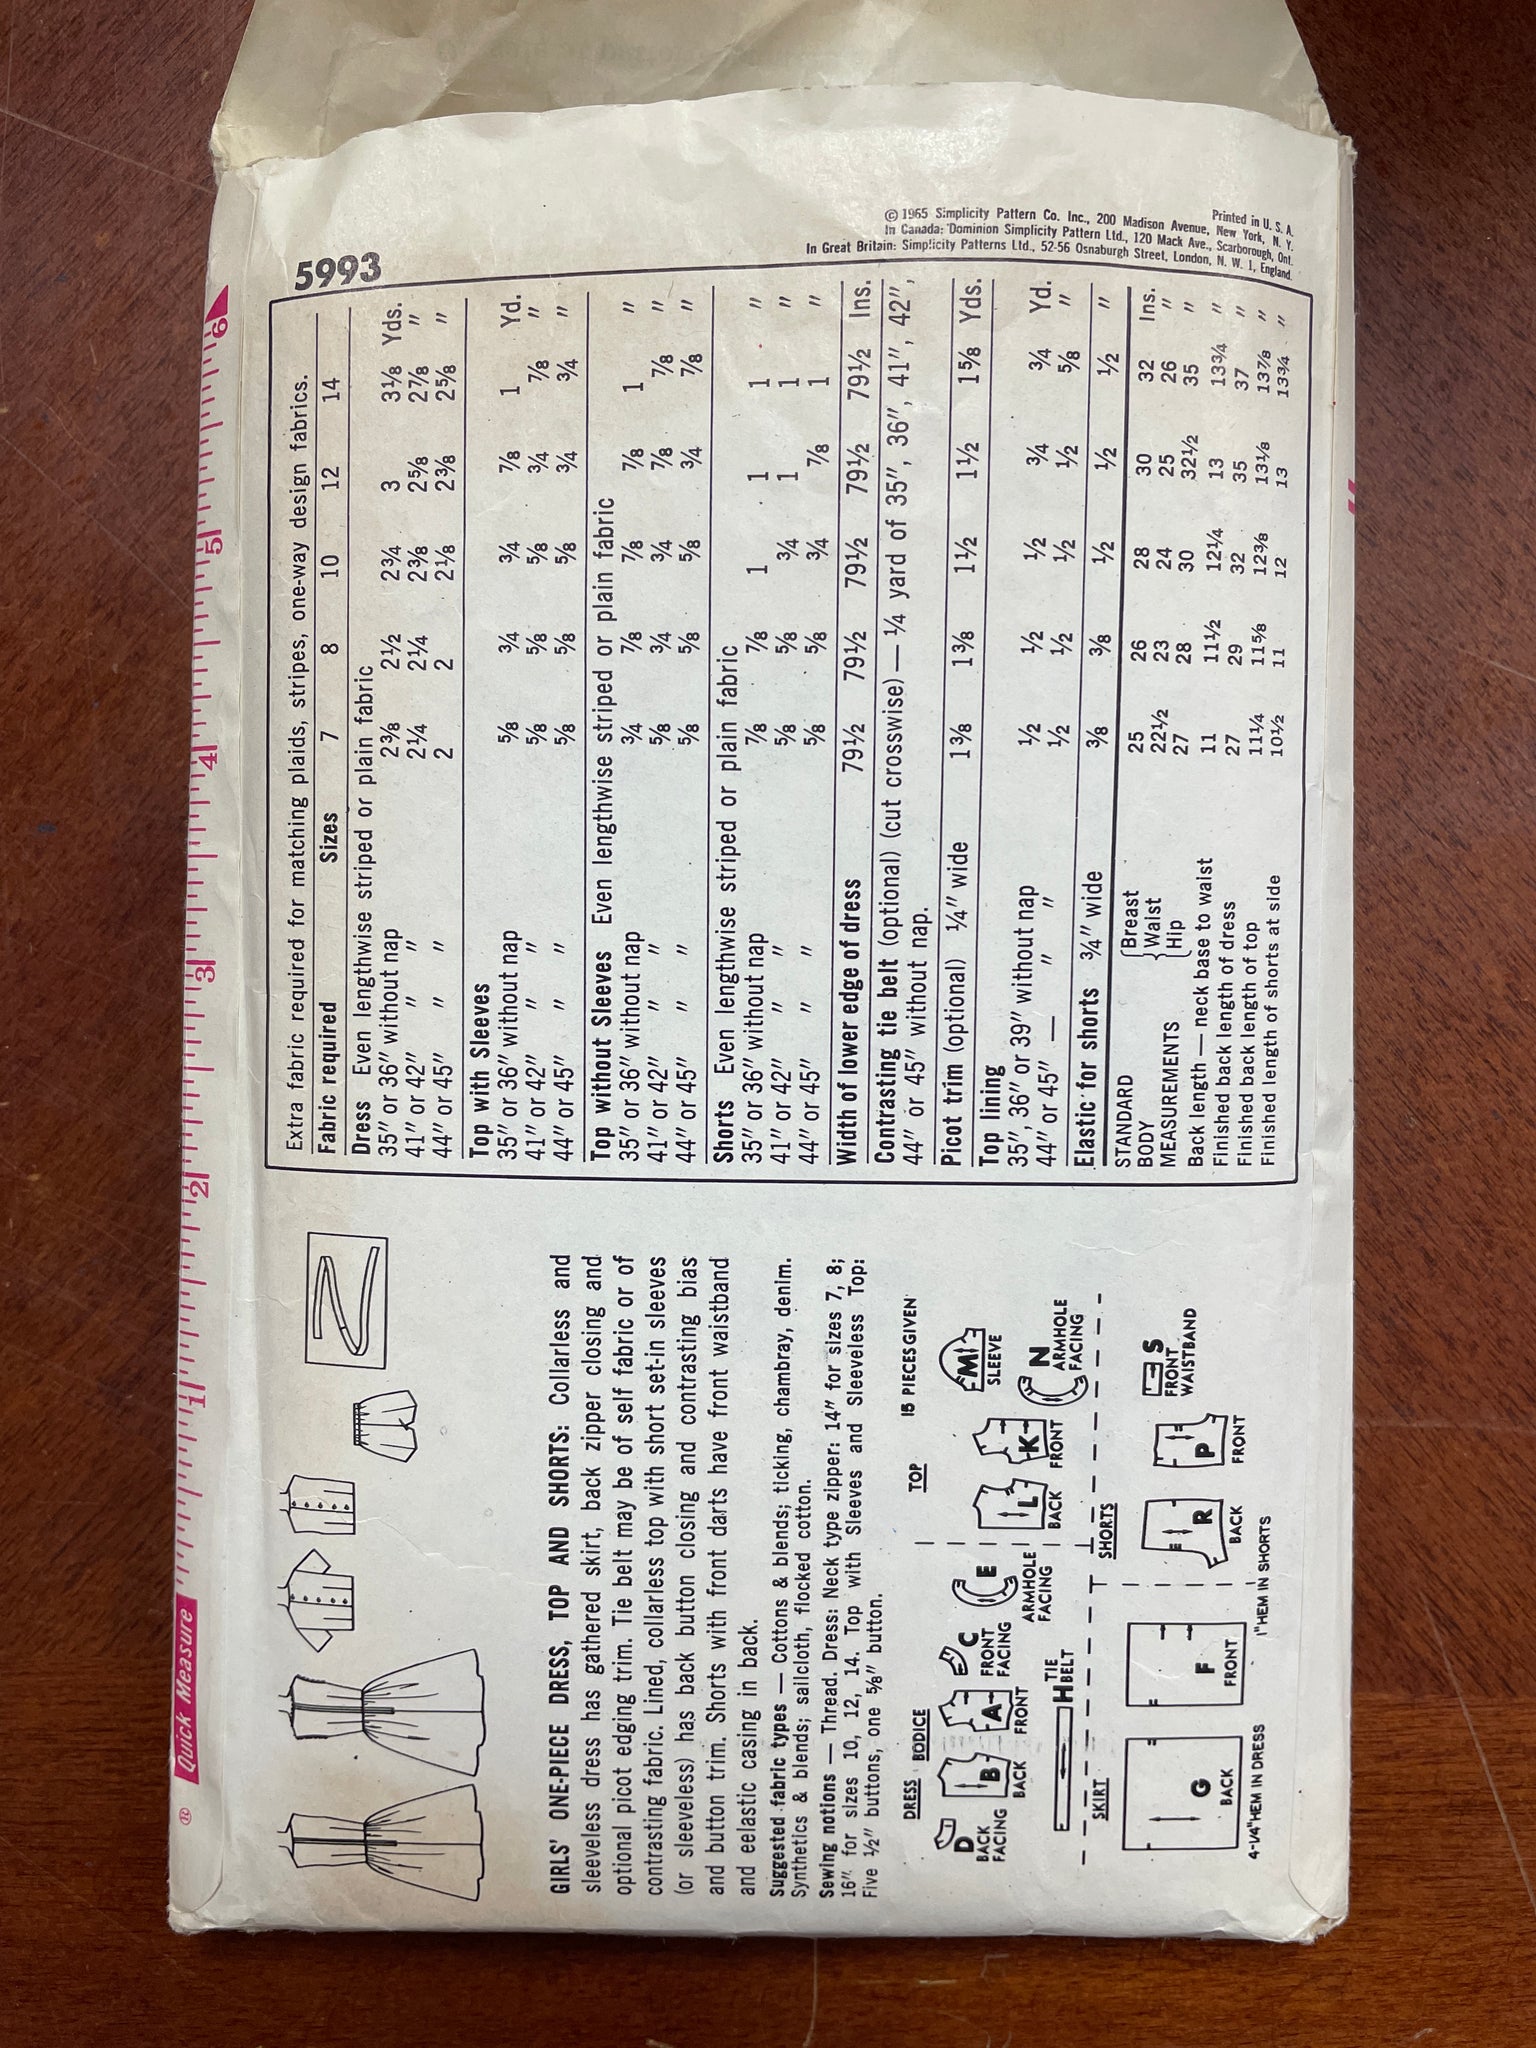 ® Quick Measure 1 2 3 4 5 6
5993
© 1965 Simplicity Pattern Co. Inc., 200 Madison Avenue, New York, N. Y. Printed in U. S. A.
In Canada: Dominion Simplicity Pattern Ltd., 120 Mack Ave., Scarborough, Ont.
In Great Britain: Simplicity Patterns Ltd., 52-56 Osnaburgh Street, London, N. W. 1, England.
GIRLS' ONE-PIECE DRESS, TOP AND SHORTS: Collarless and
sleeveless dress has gathered skirt, back zipper closing and
optional picot edging trim. Tie belt may be of self fabric or of
contrasting fabric. Lined, collarless top with short set-in sleeves
(or sleeveless) has back button closing and contrasting bias
and button trim. Shorts with front darts have front waistband
and eelastic casing in back.
Suggested fabric types — Cottons & blends; ticking, chambray, denim.
Synthetics & blends; sailcloth, flocked cotton.
Sewing notions — Thread. Dress: Neck type zipper: 14" for sizes 7, 8;
16" for sizes 10, 12, 14. Top with Sleeves and Sleeveless Top:
Five ½" buttons, one ⅝" button.
DRESS BODICE TOP 15 PIECES GIVEN
D BACK FACING
B BACK
A FRONT
C FRONT FACING
E ARMHOLE FACING
L BACK
K FRONT
M SLEEVE
N ARMHOLE FACING
H TIE BELT
SKIRT
G BACK
F FRONT
SHORTS
R BACK
P FRONT
S FRONT WAISTBAND
4-1/4" HEM IN DRESS 1" HEM IN SHORTS
Extra fabric required for matching plaids, stripes, one-way design fabrics.
Fabric required Sizes 7 8 10 12 14
Dress Even lengthwise striped or plain fabric
35" or 36" without nap 2⅜ 2½ 2¾ 3 3⅛ Yds.
41" or 42" " " 2¼ 2¼ 2⅜ 2⅝ 2⅞ "
44" or 45" " " 2 2 2⅛ 2⅜ 2⅝ "
Top with Sleeves
35" or 36" without nap ⅝ ¾ ¾ ⅞ 1 Yd.
41" or 42" " " ⅝ ⅝ ⅝ ¾ ⅞ "
44" or 45" " " ⅝ ⅝ ⅝ ¾ ¾ "
Top without Sleeves Even lengthwise striped or plain fabric
35" or 36" without nap ¾ ⅞ ⅞ ⅞ 1 "
41" or 42" " " ⅝ ¾ ¾ ⅞ ⅞ "
44" or 45" " " ⅝ ⅝ ⅝ ¾ ⅞ "
Shorts Even lengthwise striped or plain fabric
35" or 36" without nap ⅞ ⅞ 1 1 1 "
41" or 42" " " ⅝ ⅝ ¾ 1 1 "
44" or 45" " " ⅝ ⅝ ¾ ⅞ 1 "
Width of lower edge of dress 79½ 79½ 79½ 79½ 79½ Ins.
Contrasting tie belt (optional) (cut crosswise) — ¼ yard of 35", 36", 41", 42",
44" or 45" without nap.
Picot trim (optional) ¼" wide 1⅜ 1⅜ 1½ 1½ 1⅝ Yds.
Top lining
35", 36" or 39" without nap ½ ½ ½ ¾ ¾ Yd.
44" or 45" — " " ½ ½ ½ ½ ⅝ "
Elastic for shorts ¾" wide ⅜ ⅜ ½ ½ ½ "
STANDARD { Breast 25 26 28 30 32 Ins.
BODY { Waist 22½ 23 24 25 26 "
MEASUREMENTS { Hip 27 28 30 32½ 35 "
Back length — neck base to waist 11 11½ 12¼ 13 13¾ "
Finished back length of dress 27 29 32 35 37 "
Finished back length of top 11¼ 11⅝ 12⅜ 13⅛ 13⅞ "
Finished length of shorts at side 10½ 11 12 13 13¾ "